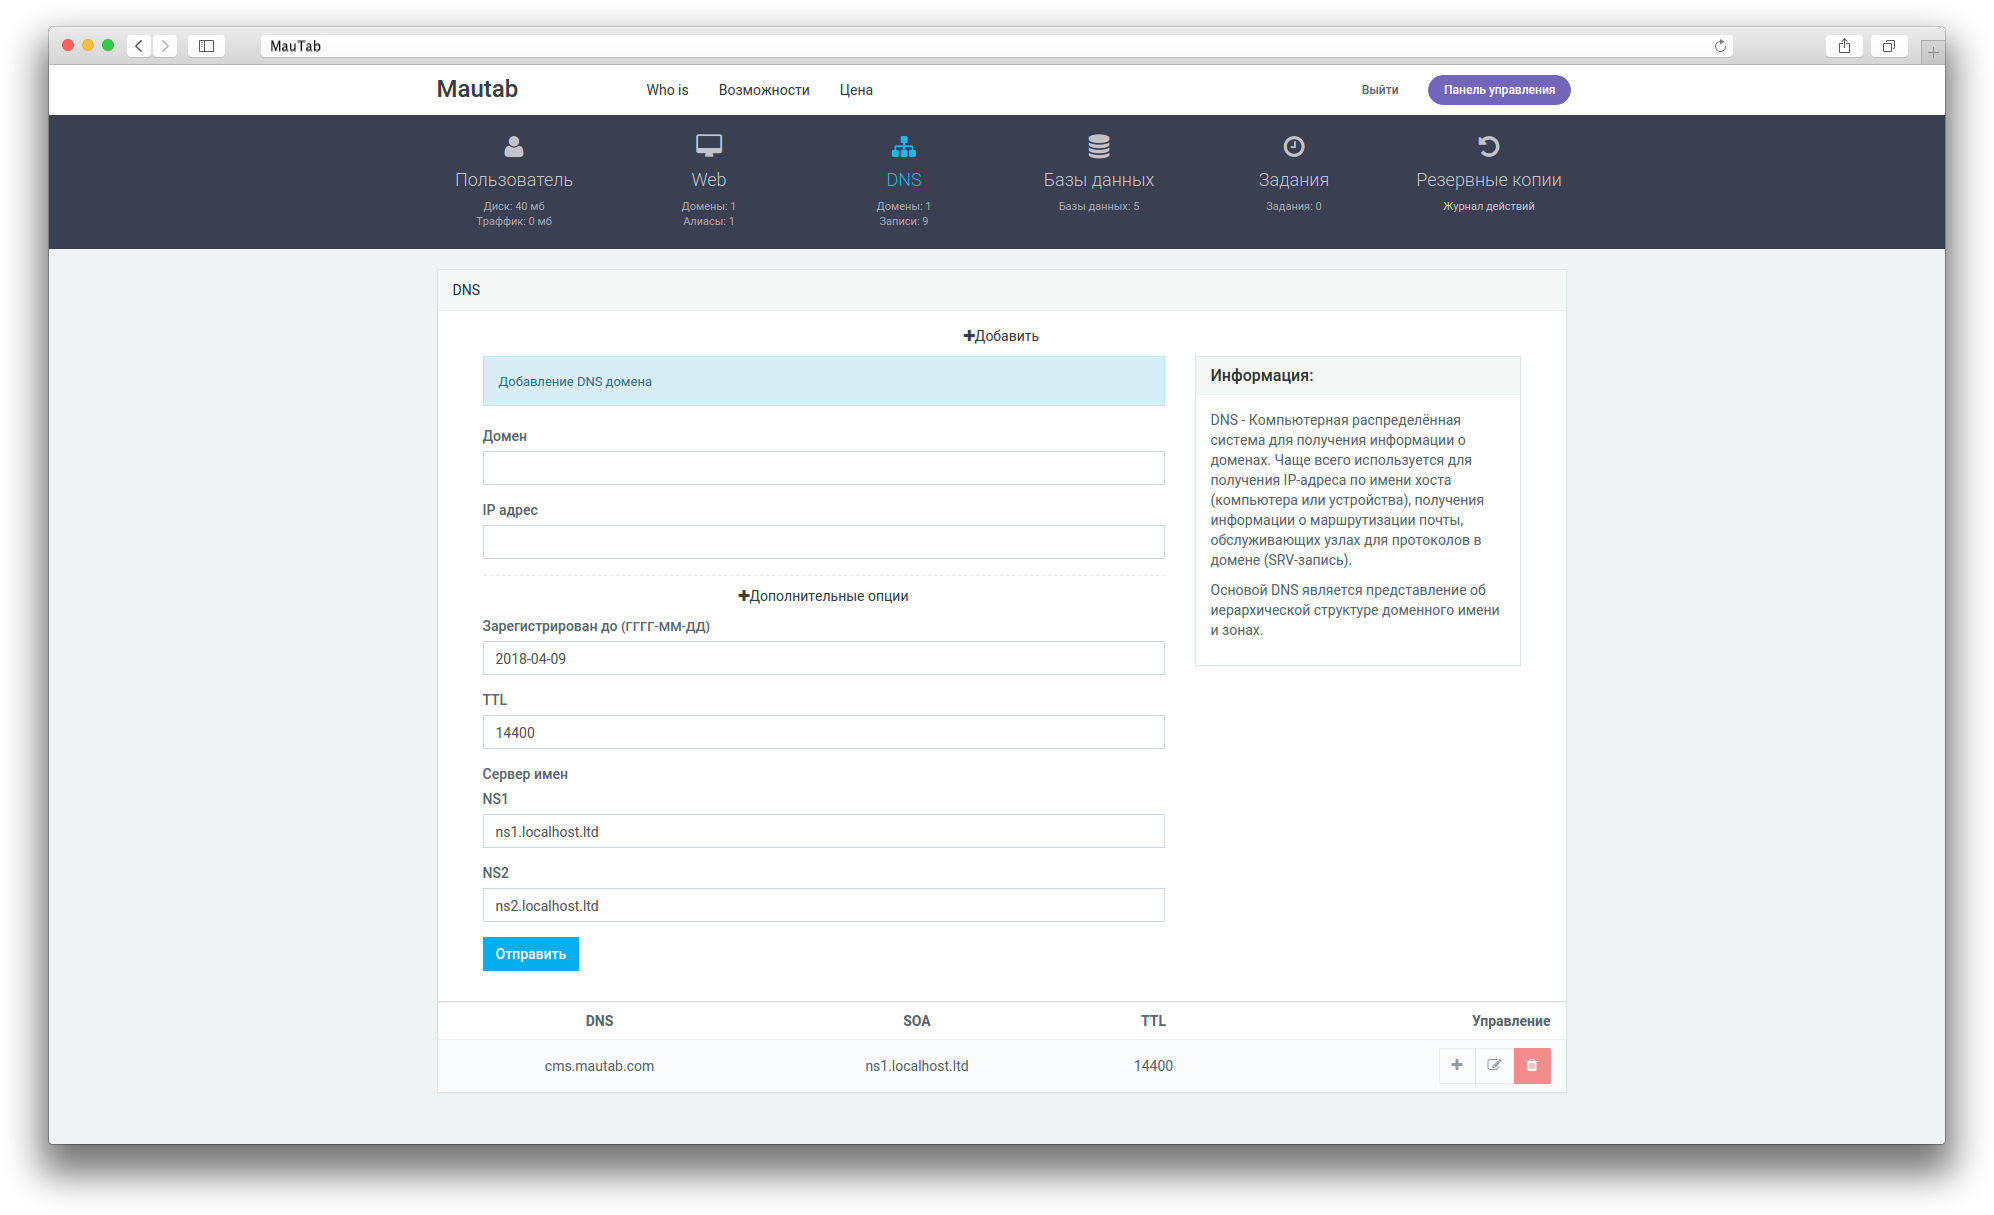 MauTab
Mautab
Who is
Возможности
Цена
Выйти
Панель управления
Пользователь
Диск: 40 мб
Траффик: 0 мб
Web
Домены: 1
Алиасы: 1
DNS
Домены: 1
Записи: 9
Базы данных
Базы данных: 5
Задания
Задания: 0
Резервные копии
Журнал действий
DNS
Добавить
Добавление DNS домена
Домен
IP адрес
Дополнительные опции
Зарегистрирован до (ГГГГ-ММ-ДД)
2018-04-09
TTL
14400
Сервер имен
NS1
ns1.localhost.ltd
NS2
ns2.localhost.ltd
Отправить
Информация:
DNS - Компьютерная распределённая
система для получения информации о
доменах. Чаще всего используется для
получения IP-адреса по имени хоста
(компьютера или устройства), получения
информации о маршрутизации почты,
обслуживающих узлах для протоколов в
домене (SRV-запись).
Основой DNS является представление об
иерархической структуре доменного имени
и зонах.
DNS SOA TTL Управление
cms.mautab.com ns1.localhost.ltd 14400